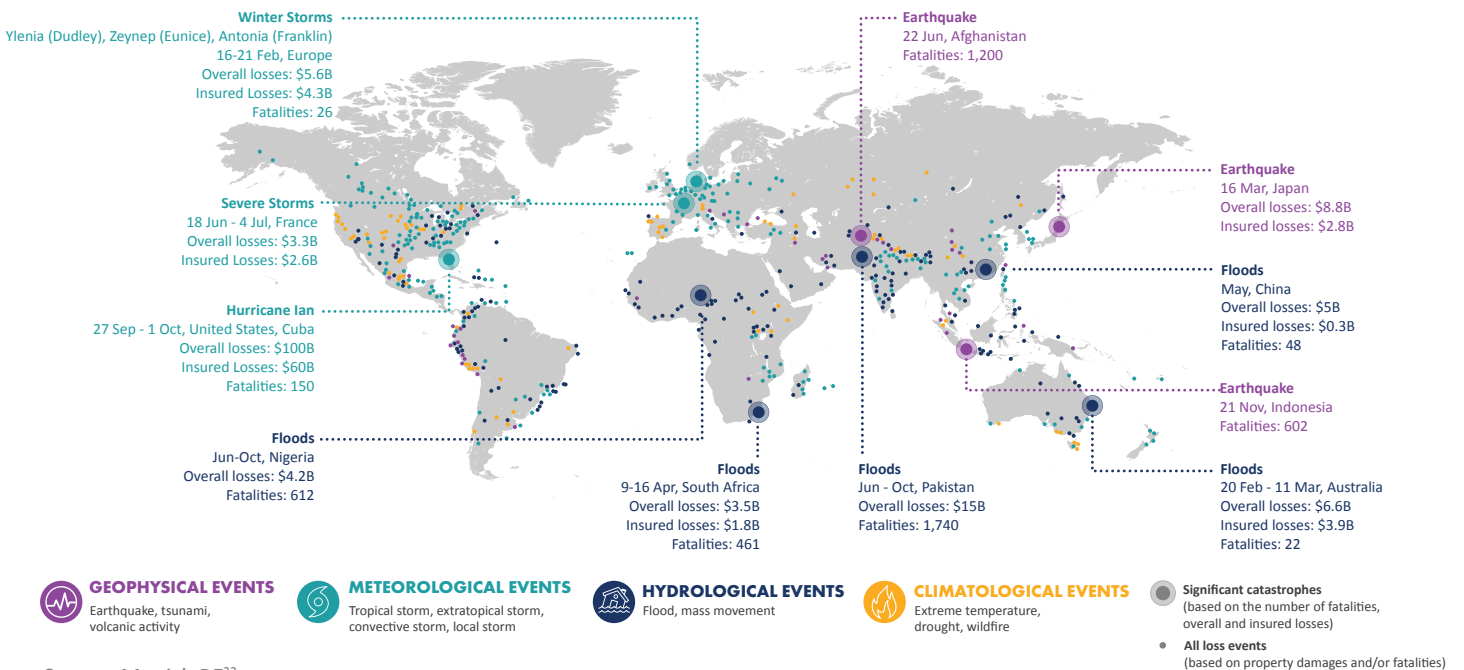 Winter Storms
Ylenia (Dudley), Zeynep (Eunice), Antonia (Franklin)
16-21 Feb, Europe
Overall losses: $5.6B
Insured Losses: $4.3B
Fatalities: 26
Earthquake
22 Jun, Afghanistan
Fatalities: 1,200
Severe Storms
18 Jun - 4 Jul, France
Overall losses: $3.3B
Insured Losses: $2.6B
Earthquake
16 Mar, Japan
Overall losses: $8.8B
Insured losses: $2.8B
Hurricane Ian
27 Sep - 1 Oct, United States, Cuba
Overall losses: $100B
Insured Losses: $60B
Fatalities: 150
Floods
May, China
Overall losses: $5B
Insured losses: $0.3B
Fatalities: 48
Earthquake
21 Nov, Indonesia
Fatalities: 602
Floods
Jun-Oct, Nigeria
Overall losses: $4.2B
Fatalities: 612
Floods
9-16 Apr, South Africa
Overall losses: $3.5B
Insured losses: $1.8B
Fatalities: 461
Floods
Jun - Oct, Pakistan
Overall losses: $15B
Fatalities: 1,740
Floods
20 Feb - 11 Mar, Australia
Overall losses: $6.6B
Insured losses: $3.9B
Fatalities: 22
GEOPHYSICAL EVENTS
Earthquake, tsunami,
volcanic activity
METEOROLOGICAL EVENTS
Tropical storm, extratopical storm,
convective storm, local storm
HYDROLOGICAL EVENTS
Flood, mass movement
CLIMATOLOGICAL EVENTS
Extreme temperature,
drought, wildfire
Significant catastrophes
(based on the number of fatalities,
overall and insured losses)
All loss events
(based on property damages and/or fatalities)